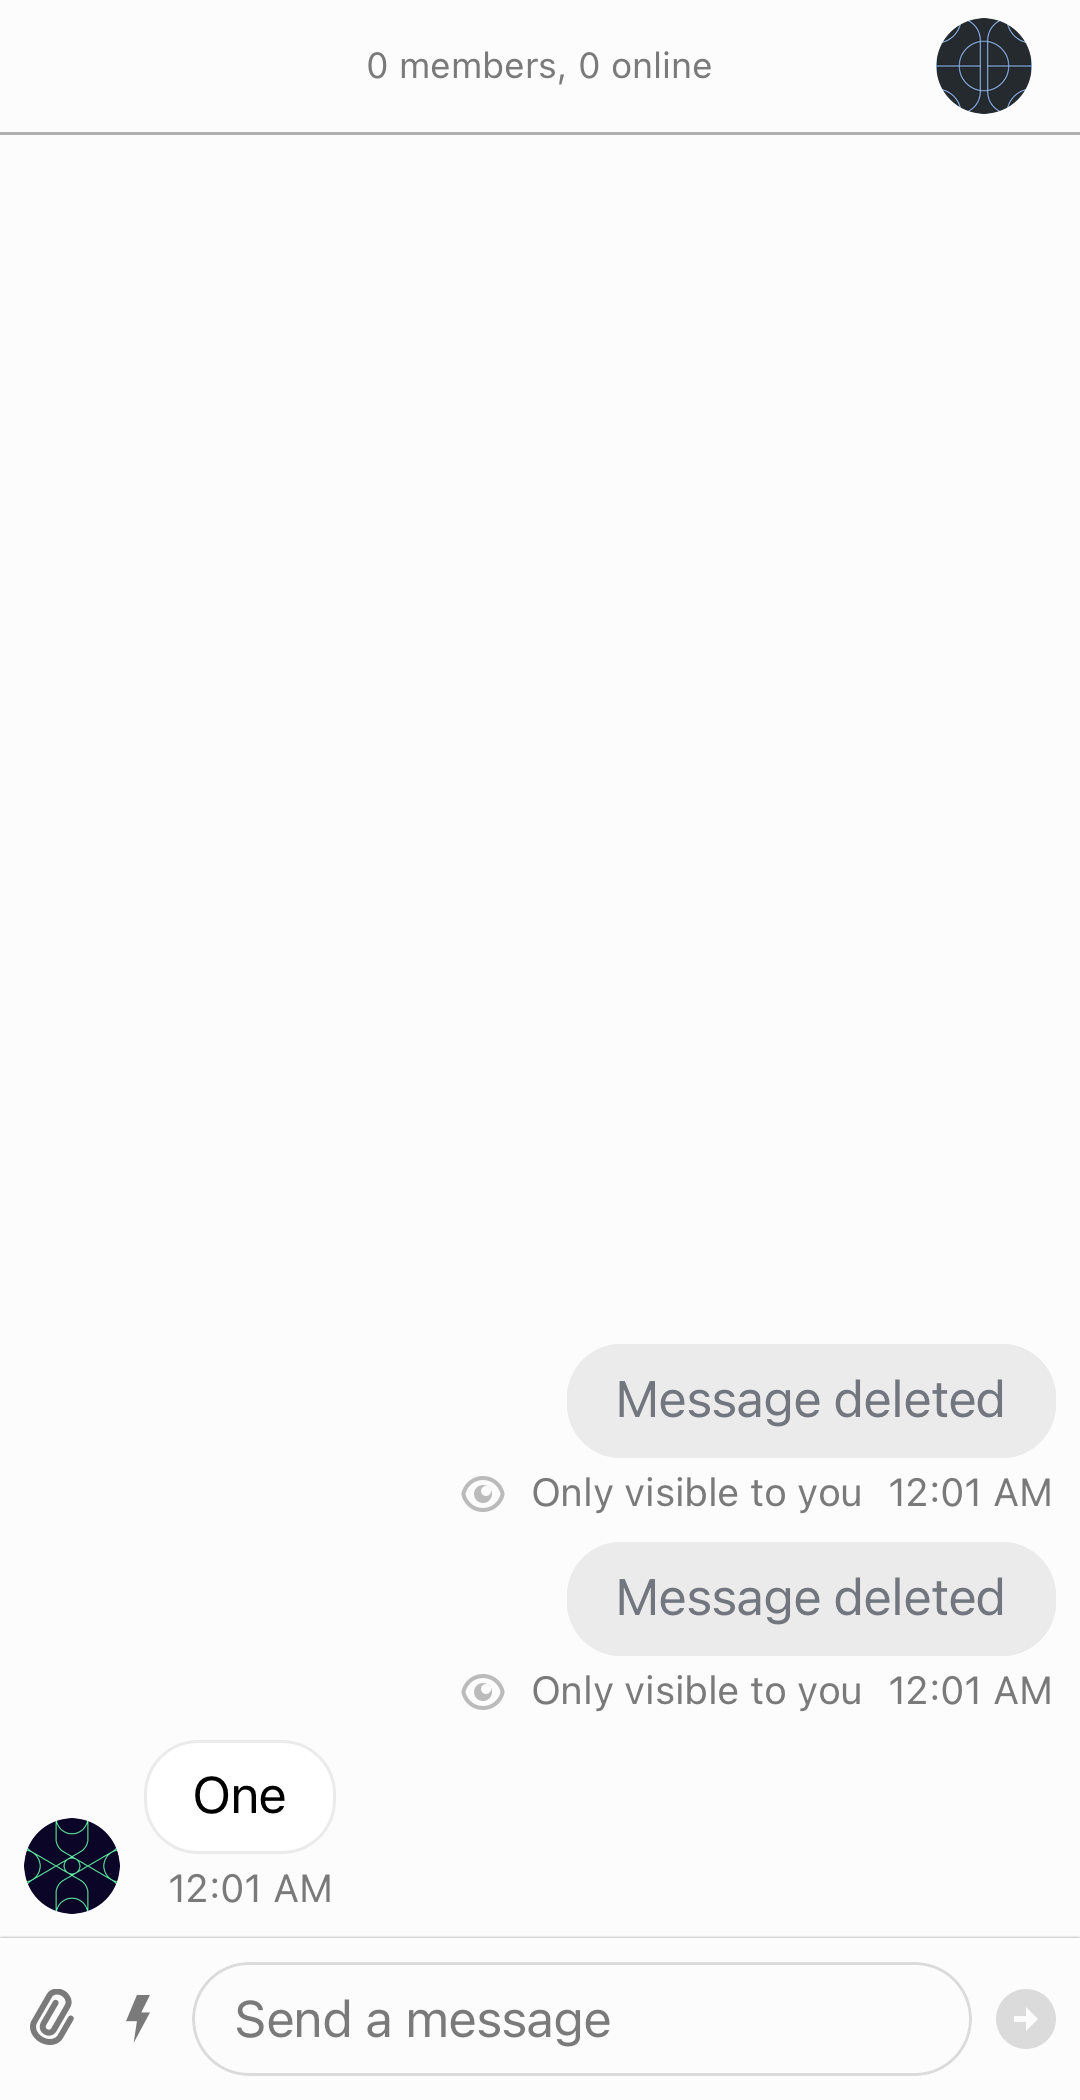 0 members, 0 online
Message deleted
Only visible to you 12:01 AM
Message deleted
Only visible to you 12:01 AM
One
12:01 AM
Send a message